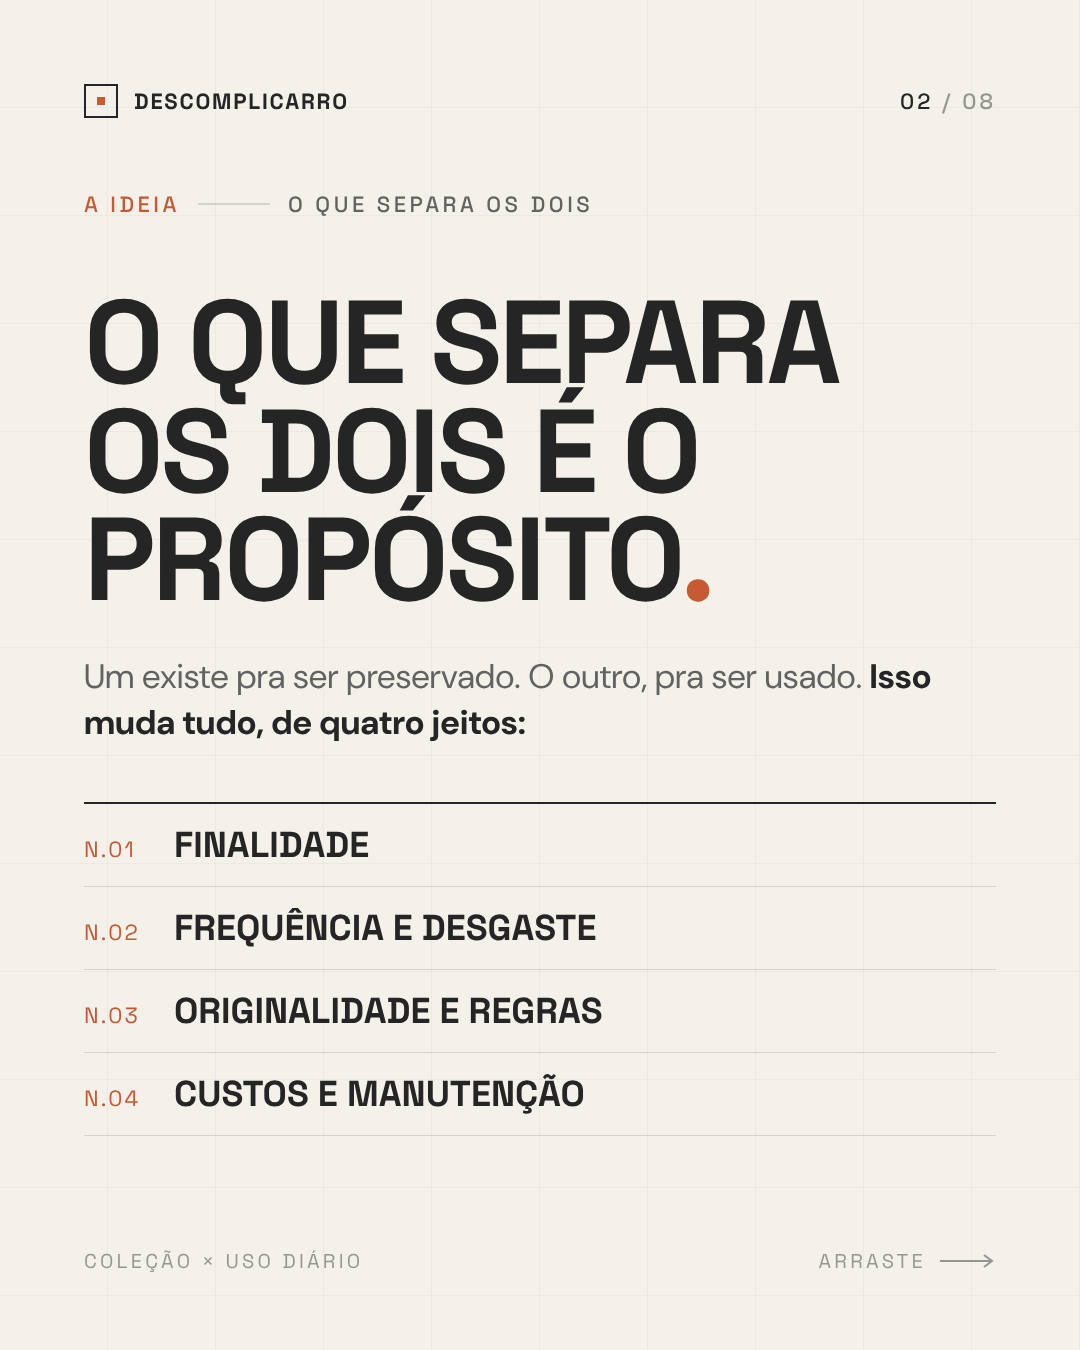 DESCOMPLICARRO
02 / 08
A IDEIA
O QUE SEPARA OS DOIS
O QUE SEPARA
OS DOIS É O
PROPÓSITO.
Um existe pra ser preservado. O outro, pra ser usado. Isso
muda tudo, de quatro jeitos:
N.01 FINALIDADE
N.02 FREQUÊNCIA E DESGASTE
N.03 ORIGINALIDADE E REGRAS
N.04 CUSTOS E MANUTENÇÃO
COLEÇÃO × USO DIÁRIO
ARRASTE →